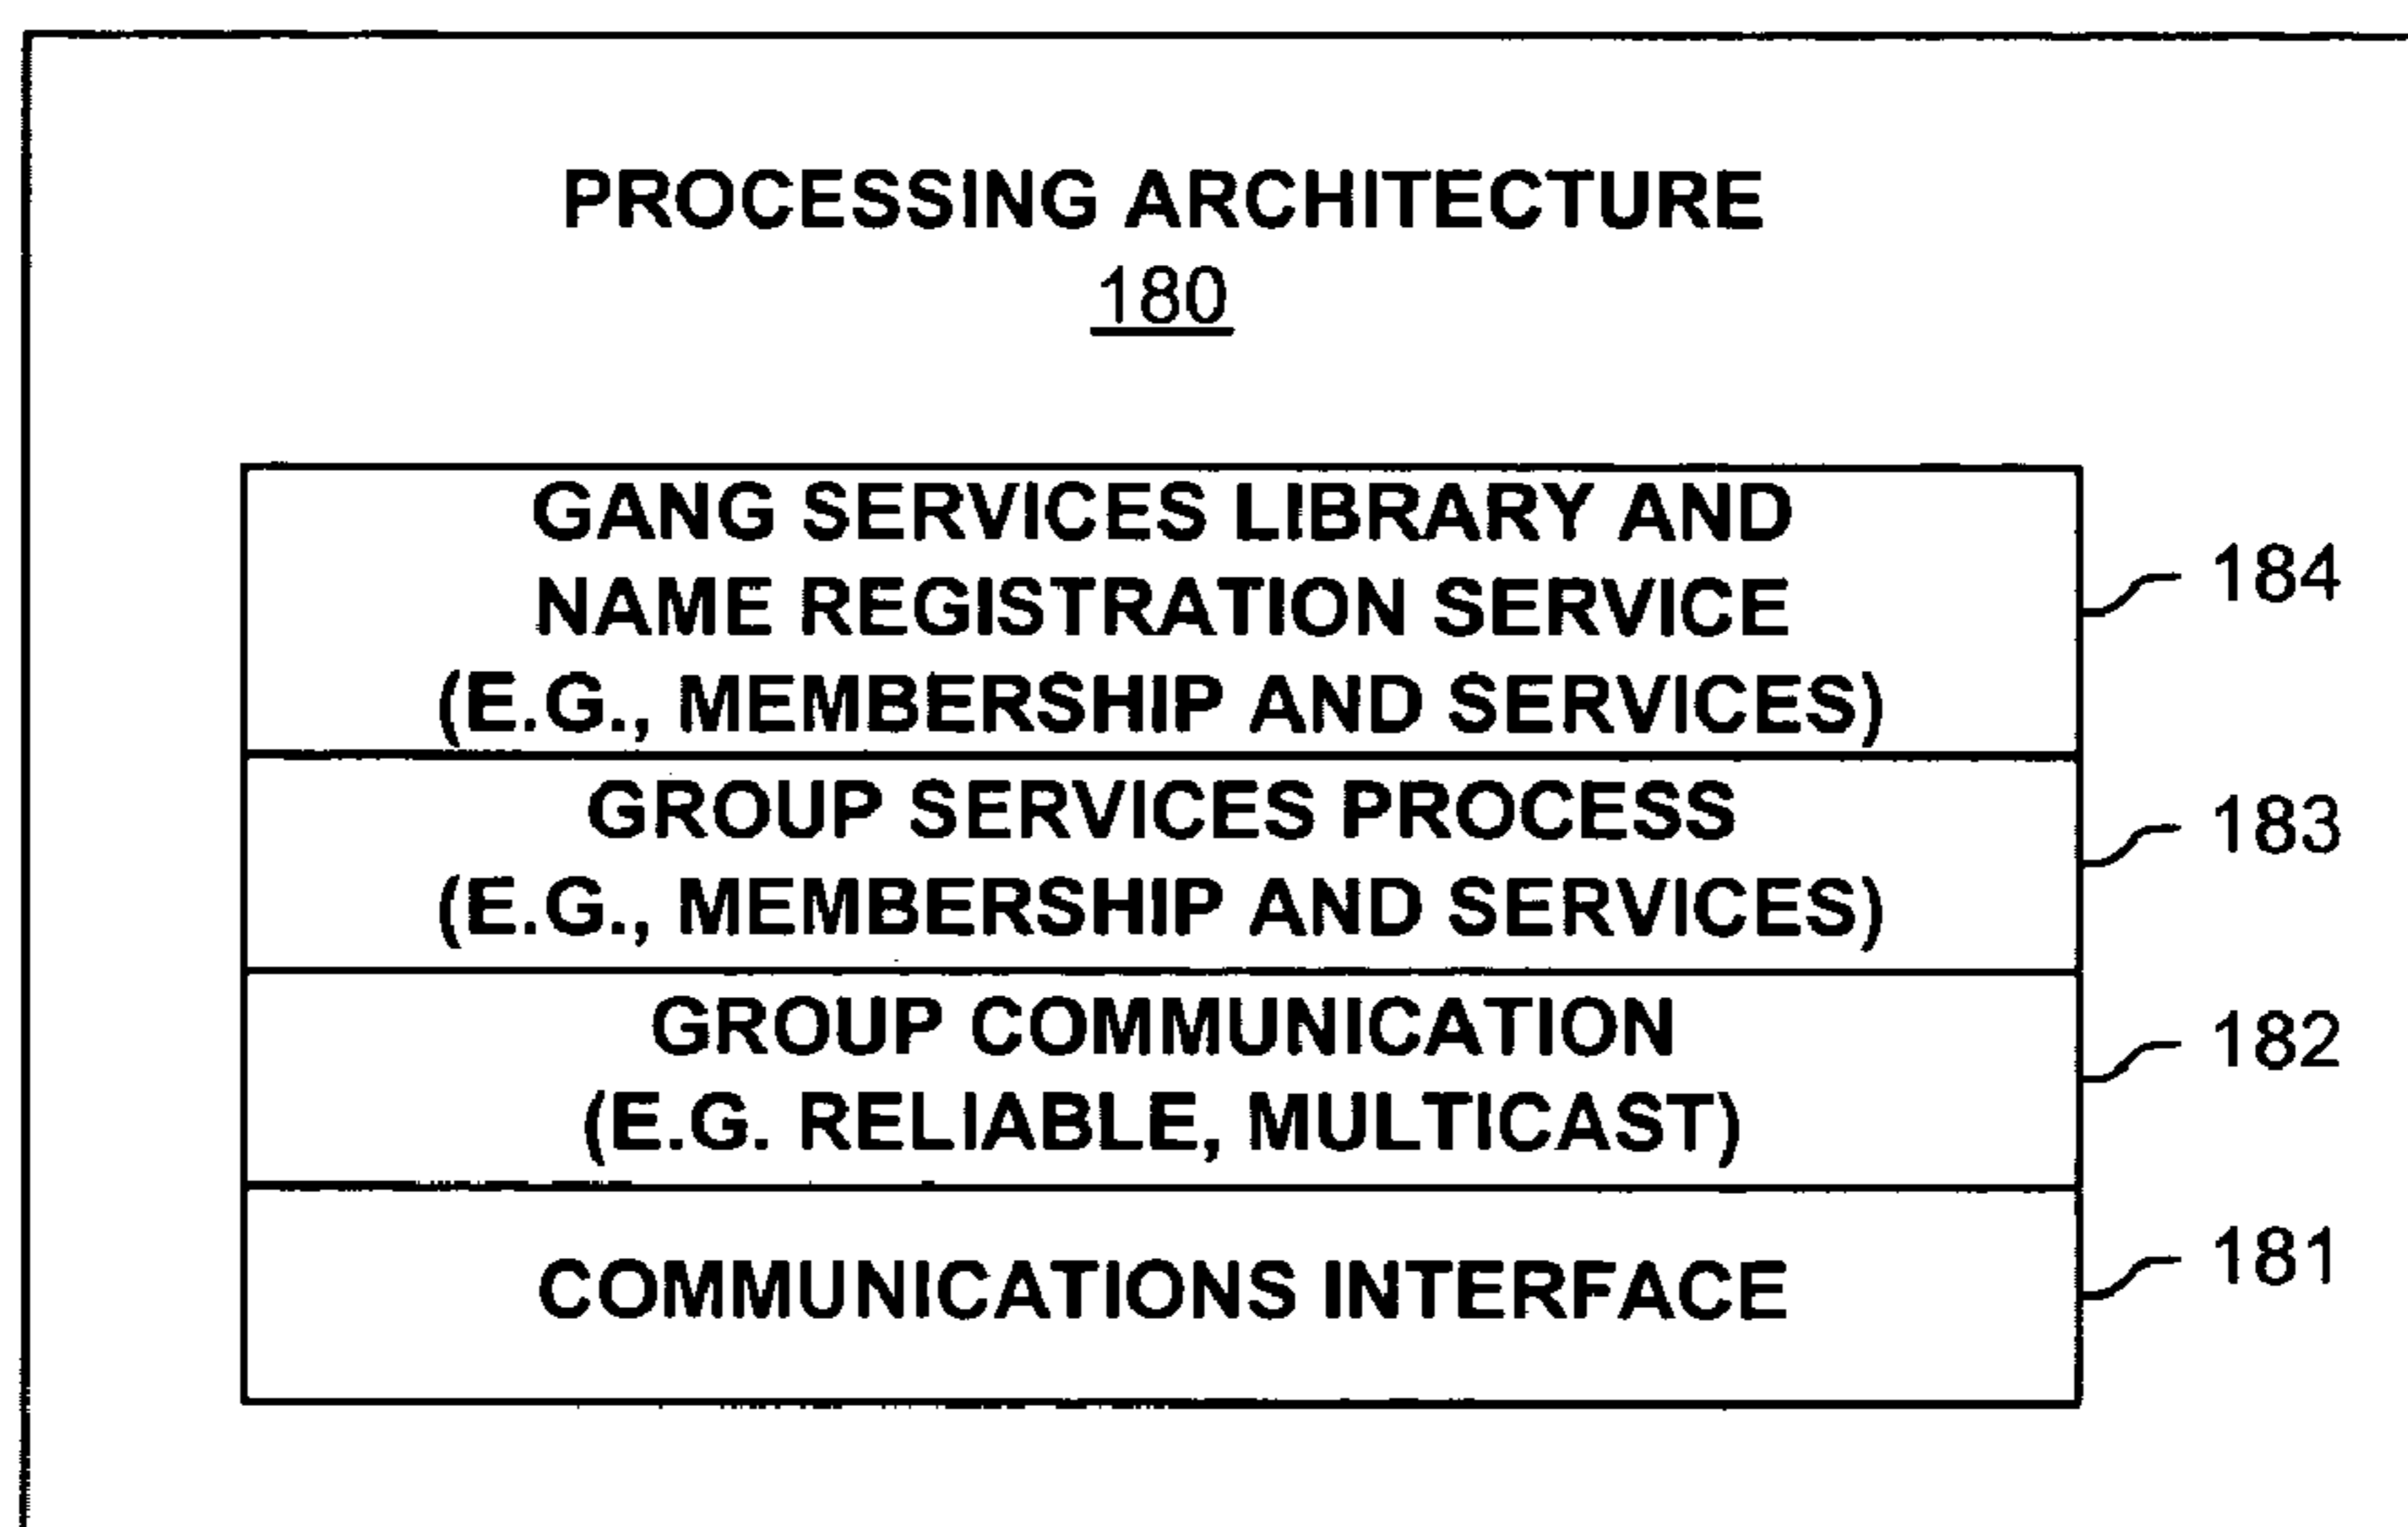 PROCESSING ARCHITECTURE
180
GANG SERVICES LIBRARY AND
NAME REGISTRATION SERVICE
(E.G., MEMBERSHIP AND SERVICES)
184
GROUP SERVICES PROCESS
(E.G., MEMBERSHIP AND SERVICES)
183
GROUP COMMUNICATION
(E.G. RELIABLE, MULTICAST)
182
COMMUNICATIONS INTERFACE
181